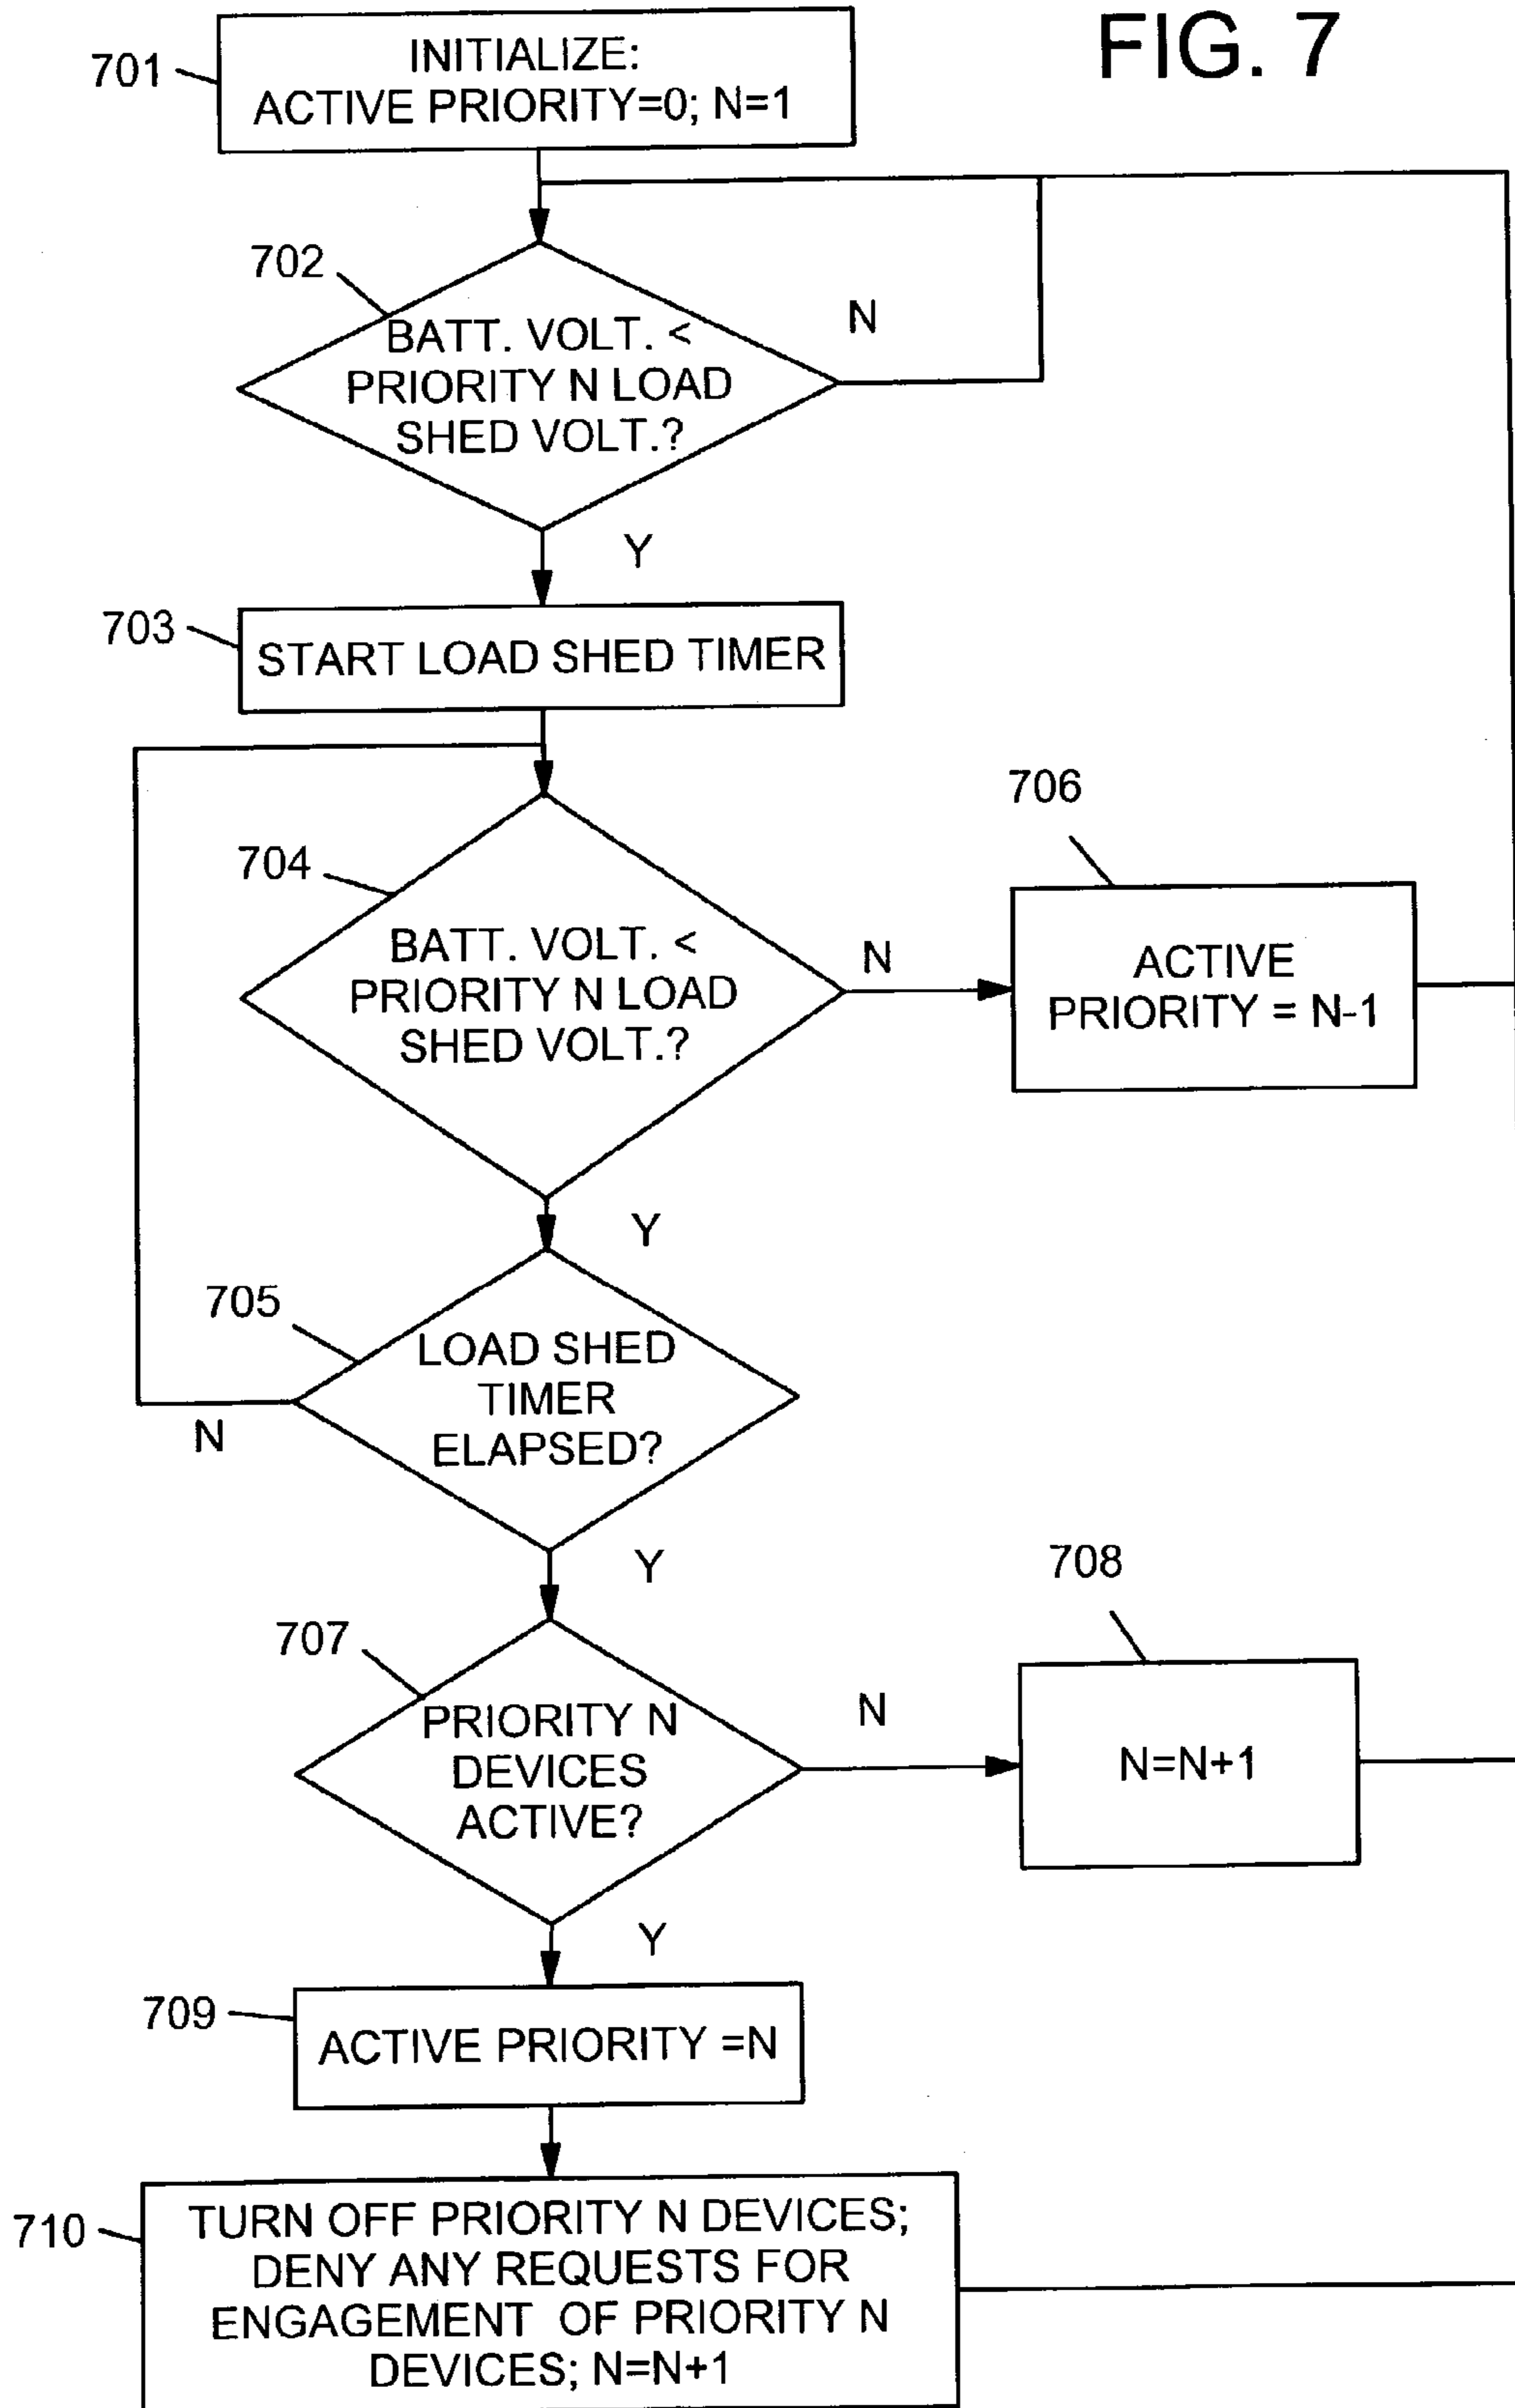 FIG. 7
701
INITIALIZE:
ACTIVE PRIORITY=0; N=1
702
BATT. VOLT. <
PRIORITY N LOAD
SHED VOLT.?
N
Y
703
START LOAD SHED TIMER
704
BATT. VOLT. <
PRIORITY N LOAD
SHED VOLT.?
N
706
ACTIVE
PRIORITY = N-1
Y
705
LOAD SHED
TIMER
ELAPSED?
N
Y
707
PRIORITY N
DEVICES
ACTIVE?
N
708
N=N+1
Y
709
ACTIVE PRIORITY =N
710
TURN OFF PRIORITY N DEVICES;
DENY ANY REQUESTS FOR
ENGAGEMENT OF PRIORITY N
DEVICES; N=N+1